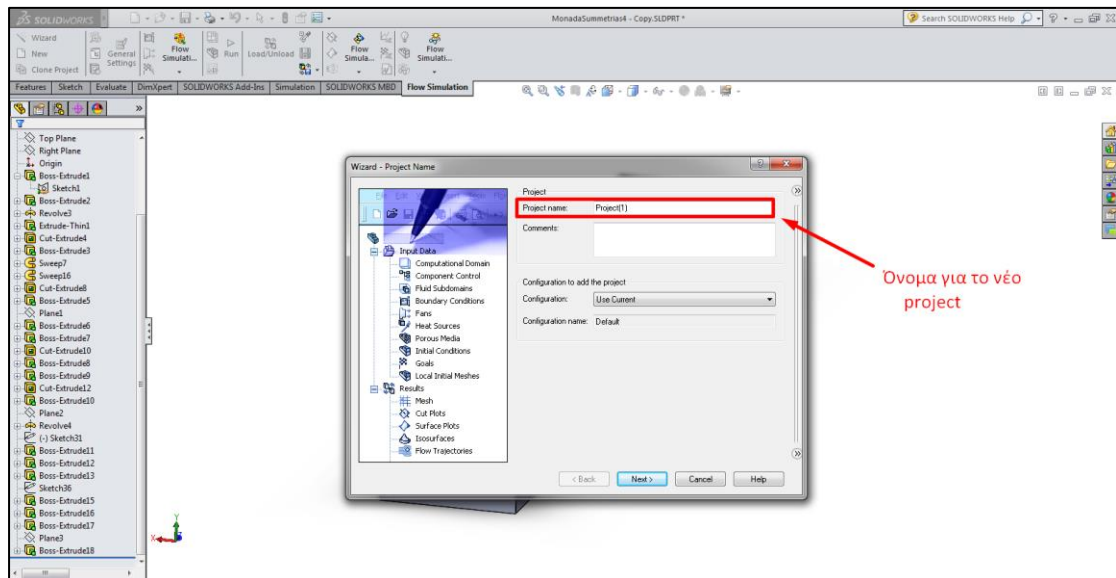 SOLIDWORKS
MonadaSummetrias4 - Copy.SLDPRT *
Search SOLIDWORKS Help
Wizard
New
Clone Project
General Settings
Flow Simulati...
Run
Load/Unload
Flow Simula...
Flow Simulati...
Features
Sketch
Evaluate
DimXpert
SOLIDWORKS Add-Ins
Simulation
SOLIDWORKS MBD
Flow Simulation
Top Plane
Right Plane
Origin
Boss-Extrude1
Sketch1
Boss-Extrude2
Revolve3
Extrude-Thin1
Cut-Extrude4
Boss-Extrude3
Sweep7
Sweep16
Cut-Extrude8
Boss-Extrude5
Plane1
Boss-Extrude6
Boss-Extrude7
Cut-Extrude10
Boss-Extrude8
Boss-Extrude9
Cut-Extrude12
Boss-Extrude10
Plane2
Revolve4
(-) Sketch31
Boss-Extrude11
Boss-Extrude12
Boss-Extrude13
Sketch36
Boss-Extrude15
Boss-Extrude16
Boss-Extrude17
Plane3
Boss-Extrude18
Wizard - Project Name
Input Data
Computational Domain
Component Control
Fluid Subdomains
Boundary Conditions
Fans
Heat Sources
Porous Media
Initial Conditions
Goals
Local Initial Meshes
Results
Mesh
Cut Plots
Surface Plots
Isosurfaces
Flow Trajectories
Project
Project name: Project(1)
Comments:
Configuration to add the project
Configuration: Use Current
Configuration name: Default
< Back
Next >
Cancel
Help
Όνομα για το νέο
project
Y
X